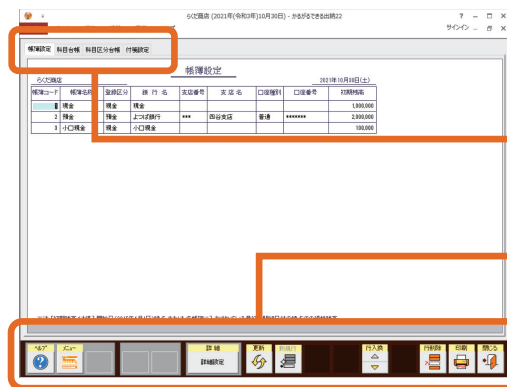 らくだ商店 (2021年(令和3年)10月30日) - かるがるできる出納22
サインイン
帳簿設定 科目台帳 科目区分台帳 付箋設定
帳簿設定
らくだ商店 2021年10月30日(土)
帳簿コード 帳簿名称 登録区分 銀 行 名 支店番号 支 店 名 口座種別 口座番号 初期残高
1 現金 現金 現金 1,000,000
2 預金 預金 よつば銀行 *** 四谷支店 普通 ******* 2,000,000
3 小口現金 現金 小口現金 100,000
ヘルプ メニュー 詳 細 更新 新規行 行入換 行削除 印刷 閉じる
Menu 詳細設定